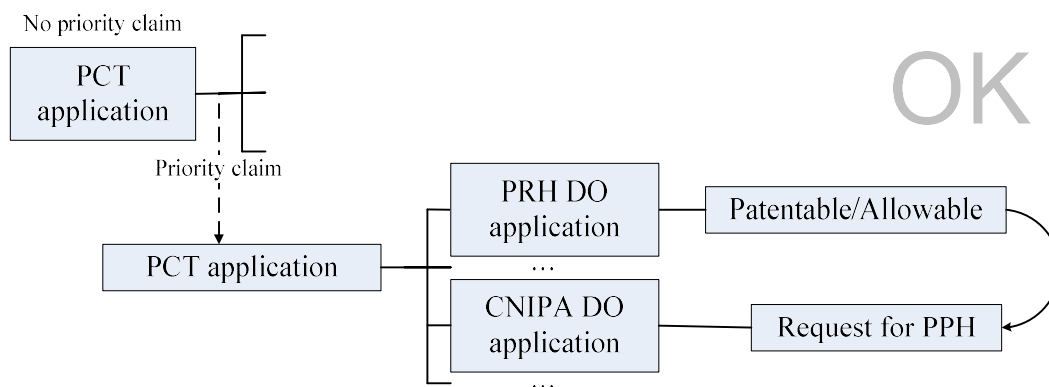 No priority claim
PCT
application
OK
Priority claim
PRH DO
application
Patentable/Allowable
PCT application
...
CNIPA DO
application
Request for PPH
...